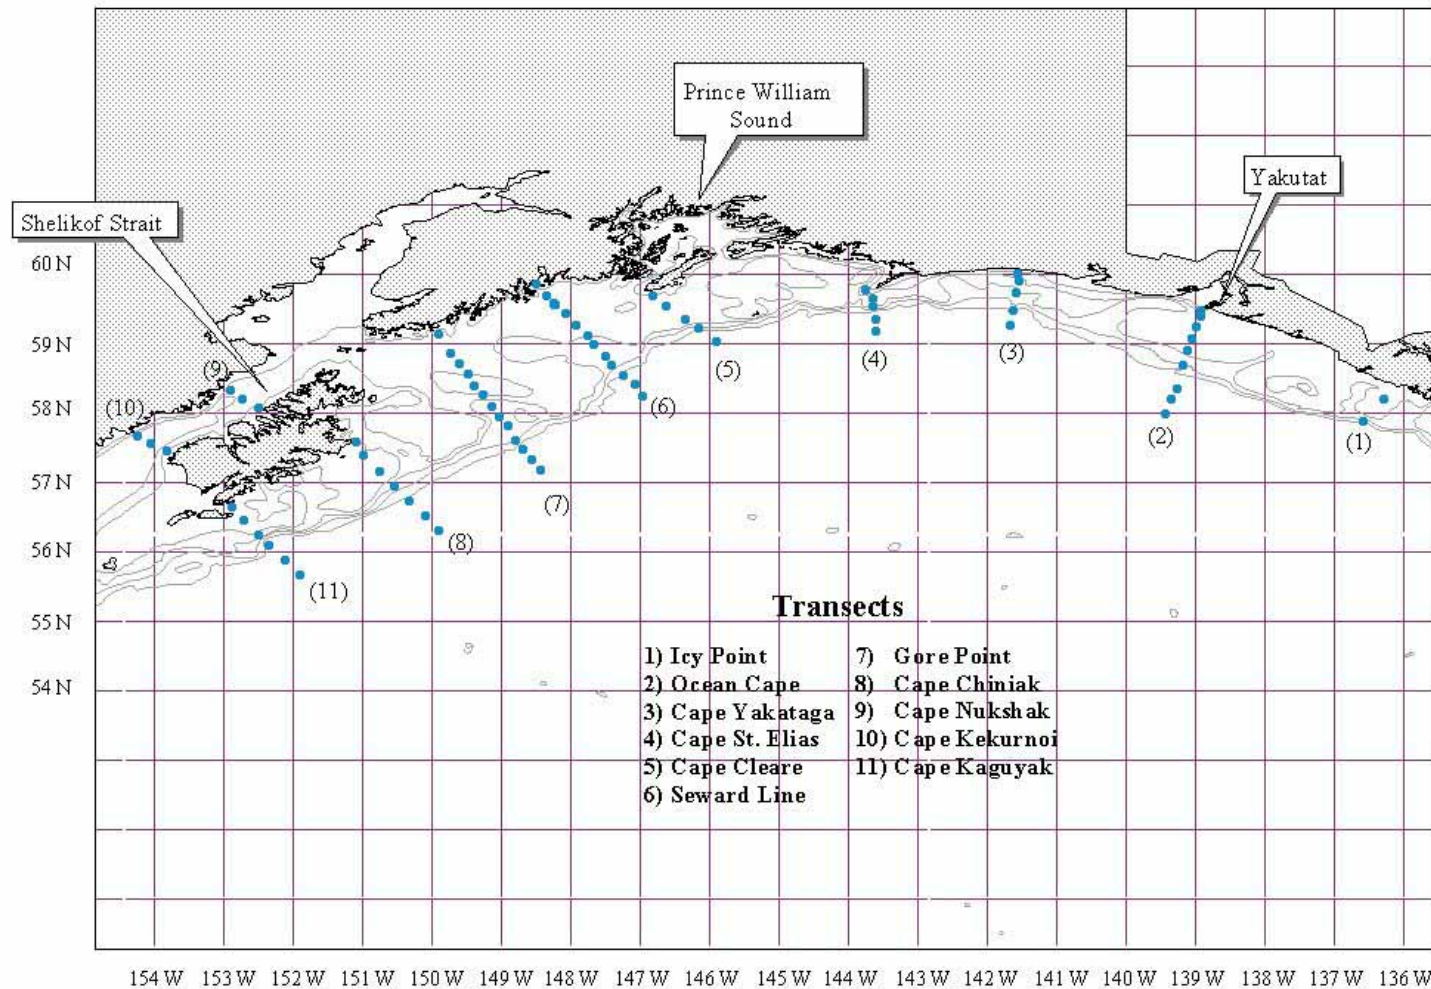 Prince William
Sound
Yakutat
Shelikof Strait
60 N
59 N
58 N
57 N
56 N
55 N
54 N
(9)
(10)
(5)
(4)
(3)
(6)
(2)
(1)
(7)
(8)
(11)
Transects
1) Icy Point
2) Ocean Cape
3) Cape Yakataga
4) Cape St. Elias
5) Cape Cleare
6) Seward Line
7) Gore Point
8) Cape Chiniak
9) Cape Nukshak
10) Cape Kekurnoi
11) Cape Kaguyak
154 W 153 W 152 W 151 W 150 W 149 W 148 W 147 W 146 W 145 W 144 W 143 W 142 W 141 W 140 W 139 W 138 W 137 W 136 W